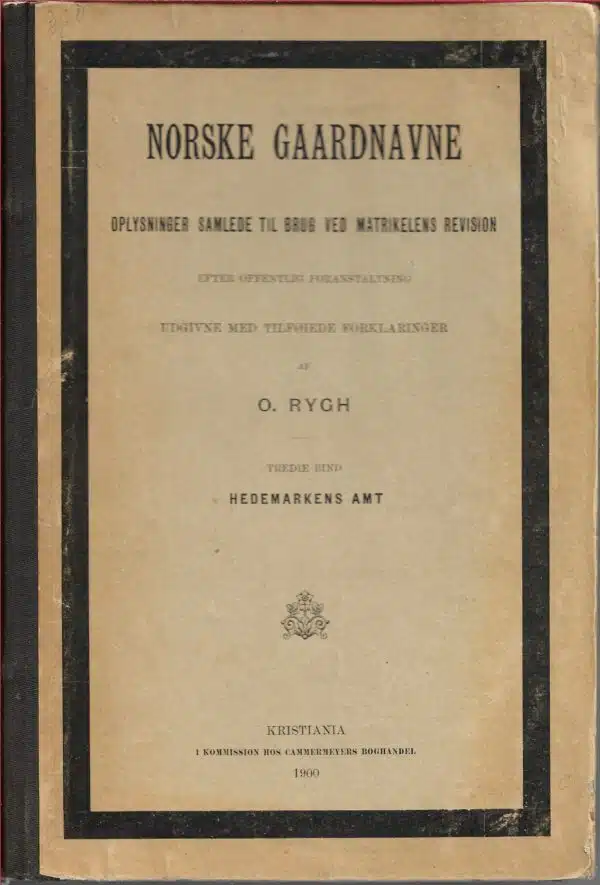 NORSKE GAARDNAVNE
OPLYSNINGER SAMLEDE TIL BRUG VED MATRIKELENS REVISION
EFTER OFFENTLIG FORANSTALTNING
UDGIVNE MED TILFØIEDE FORKLARINGER
AF
O. RYGH
TREDIE BIND
HEDEMARKENS AMT
KRISTIANIA
I KOMMISSION HOS CAMMERMEYERS BOGHANDEL
1900